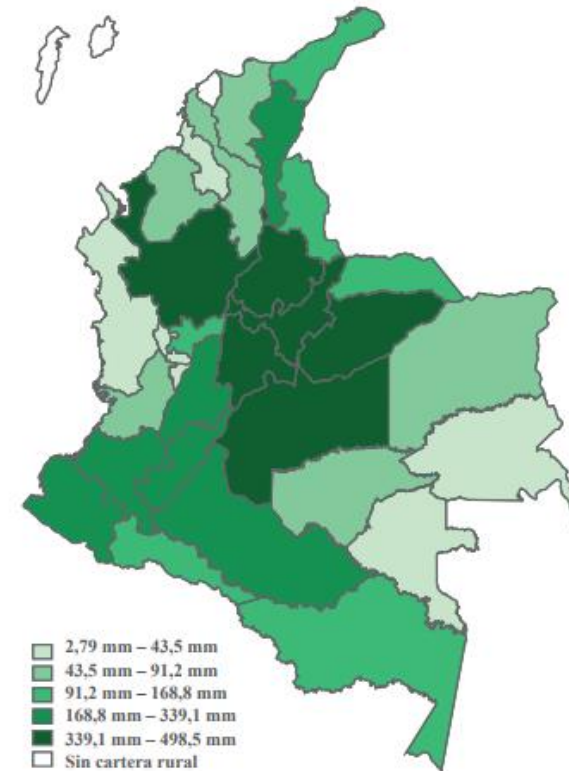 2,79 mm – 43,5 mm
43,5 mm – 91,2 mm
91,2 mm – 168,8 mm
168,8 mm – 339,1 mm
339,1 mm – 498,5 mm
Sin cartera rural